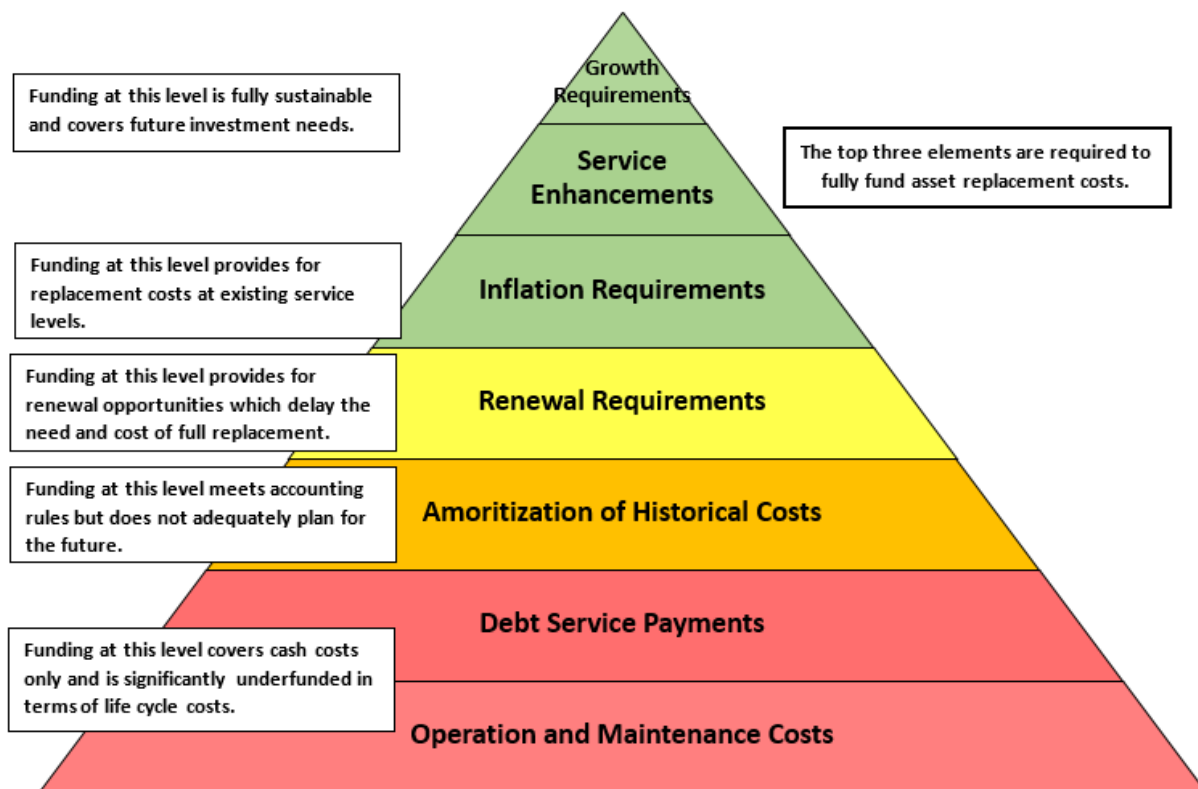 Growth
Requirements
Funding at this level is fully sustainable
and covers future investment needs.
The top three elements are required to
fully fund asset replacement costs.
Service
Enhancements
Funding at this level provides for
replacement costs at existing service
levels.
Inflation Requirements
Funding at this level provides for
renewal opportunities which delay the
need and cost of full replacement.
Renewal Requirements
Funding at this level meets accounting
rules but does not adequately plan for
the future.
Amoritization of Historical Costs
Debt Service Payments
Funding at this level covers cash costs
only and is significantly underfunded in
terms of life cycle costs.
Operation and Maintenance Costs